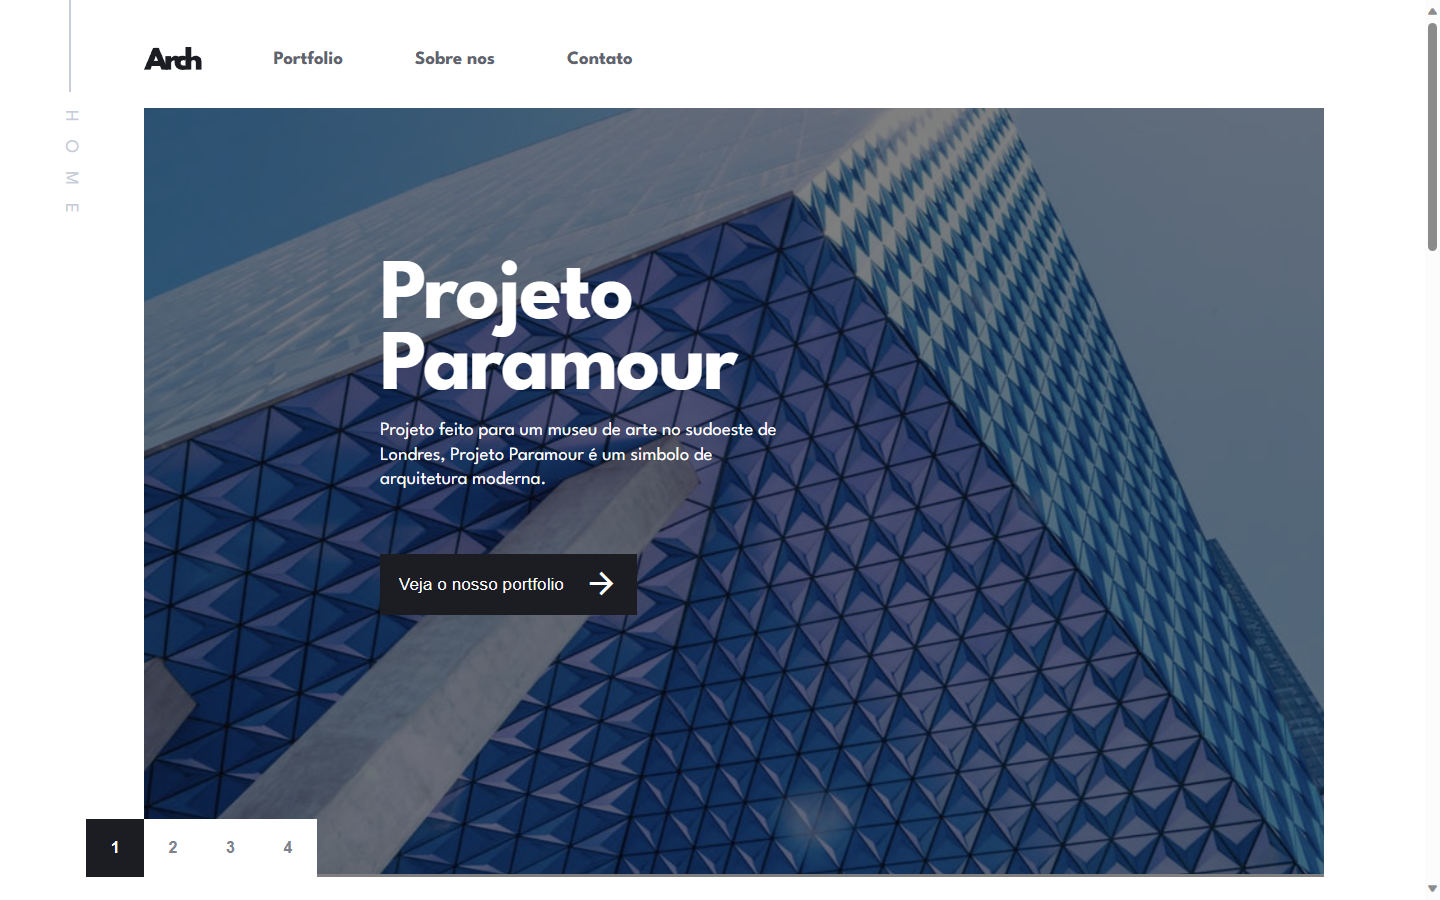 HOME
Arch
Portfolio
Sobre nos
Contato
Projeto
Paramour
Projeto feito para um museu de arte no sudoeste de
Londres, Projeto Paramour é um simbolo de
arquitetura moderna.
Veja o nosso portfolio
1
2
3
4